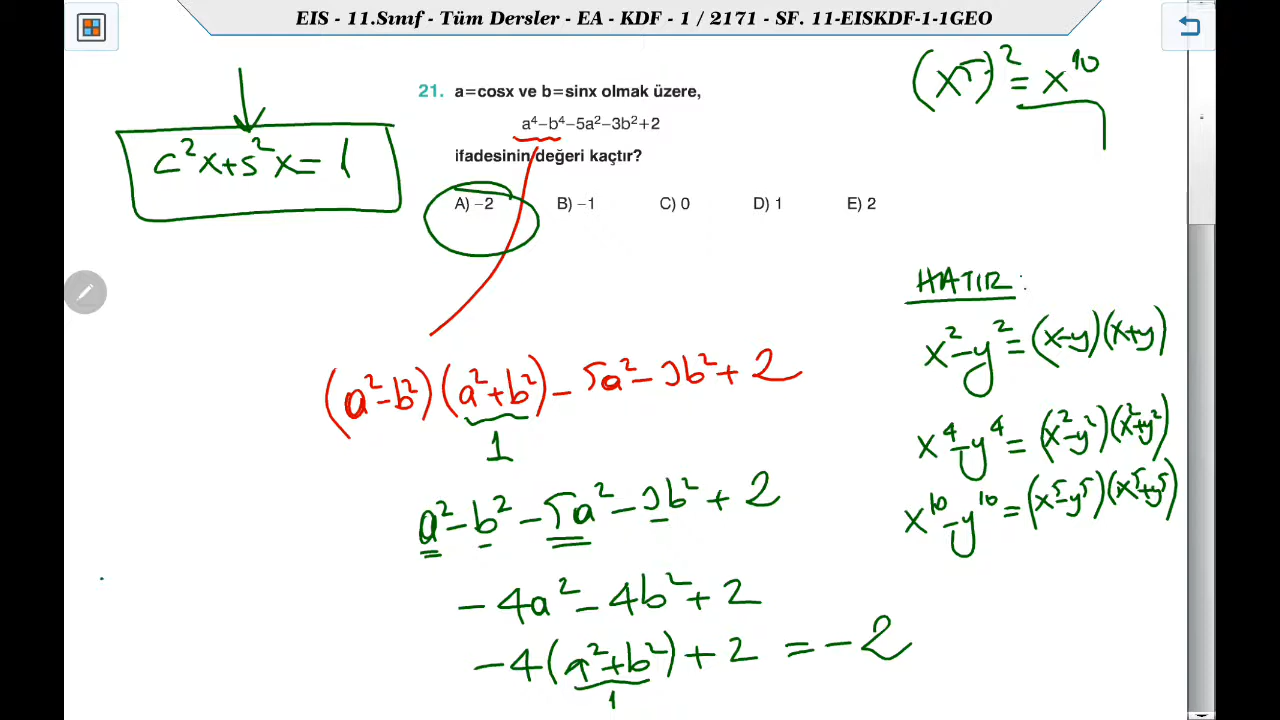 EIS - 11.Sınıf - Tüm Dersler - EA - KDF - 1 / 2171 - SF. 11-EISKDF-1-1GEO
21. a=cosx ve b=sinx olmak üzere,
a⁴−b⁴−5a²−3b²+2
ifadesinin değeri kaçtır?
A) −2 B) −1 C) 0 D) 1 E) 2
c²x+s²x=1
(x⁵)²=x¹⁰
HATIR :
x²−y²=(x−y)(x+y)
x⁴−y⁴=(x²−y²)(x²+y²)
x¹⁰−y¹⁰=(x⁵−y⁵)(x⁵+y⁵)
(a²−b²)(a²+b²)−5a²−3b²+2
1
a²−b²−5a²−3b²+2
−4a²−4b²+2
−4(a²+b²)+2=−2
1